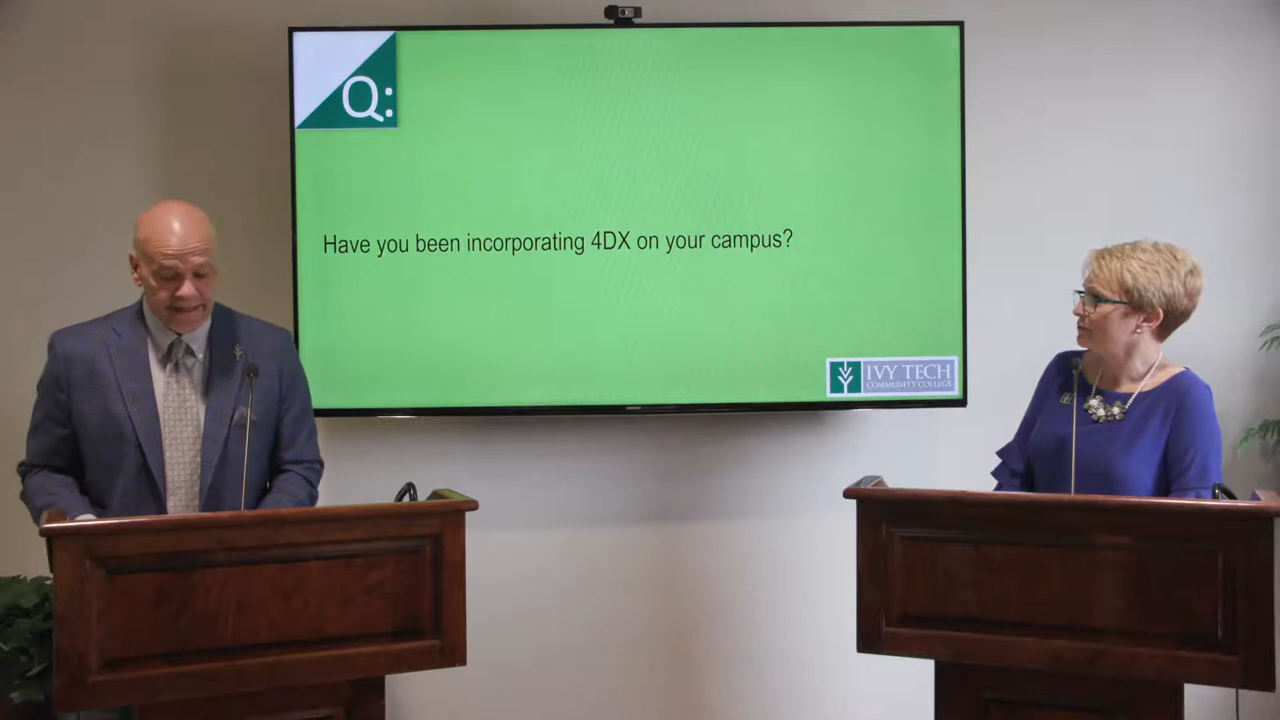 Q:
Have you been incorporating 4DX on your campus?
IVY TECH
COMMUNITY COLLEGE